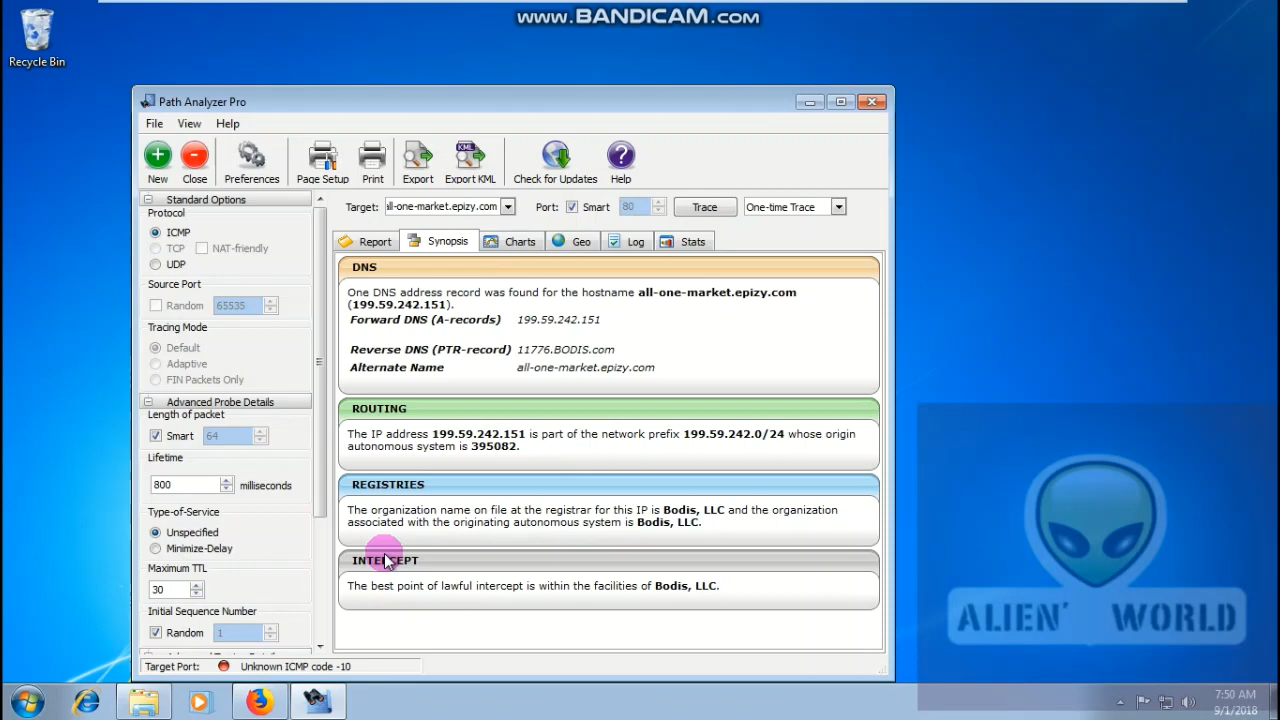 www.BANDICAM.com
Recycle Bin
Path Analyzer Pro
File View Help
New Close Preferences Page Setup Print Export Export KML Check for Updates Help
KML
Standard Options
Protocol
ICMP
TCP NAT-friendly
UDP
Source Port
Random 65535
Tracing Mode
Default
Adaptive
FIN Packets Only
Advanced Probe Details
Length of packet
Smart 64
Lifetime
800 milliseconds
Type-of-Service
Unspecified
Minimize-Delay
Maximum TTL
30
Initial Sequence Number
Random 1
Target: all-one-market.epizy.com Port: Smart 80 Trace One-time Trace
Report Synopsis Charts Geo Log Stats
DNS
One DNS address record was found for the hostname all-one-market.epizy.com
(199.59.242.151).
Forward DNS (A-records) 199.59.242.151
Reverse DNS (PTR-record) 11776.BODIS.com
Alternate Name all-one-market.epizy.com
ROUTING
The IP address 199.59.242.151 is part of the network prefix 199.59.242.0/24 whose origin
autonomous system is 395082.
REGISTRIES
The organization name on file at the registrar for this IP is Bodis, LLC and the organization
associated with the originating autonomous system is Bodis, LLC.
INTERCEPT
The best point of lawful intercept is within the facilities of Bodis, LLC.
Target Port: Unknown ICMP code -10
ALIEN' WORLD
7:50 AM
9/1/2018